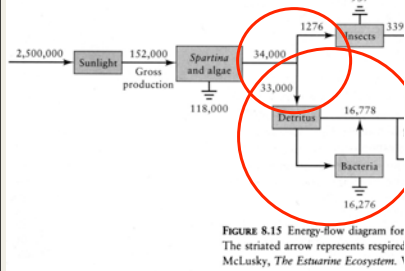 1276
339
Insects
2,500,000
Sunlight
152,000
Gross
production
Spartina
and algae
118,000
34,000
33,000
Detritus
16,778
Bacteria
16,276
FIGURE 8.15 Energy-flow diagram for
The striated arrow represents respired
McLusky, The Estuarine Ecosystem.